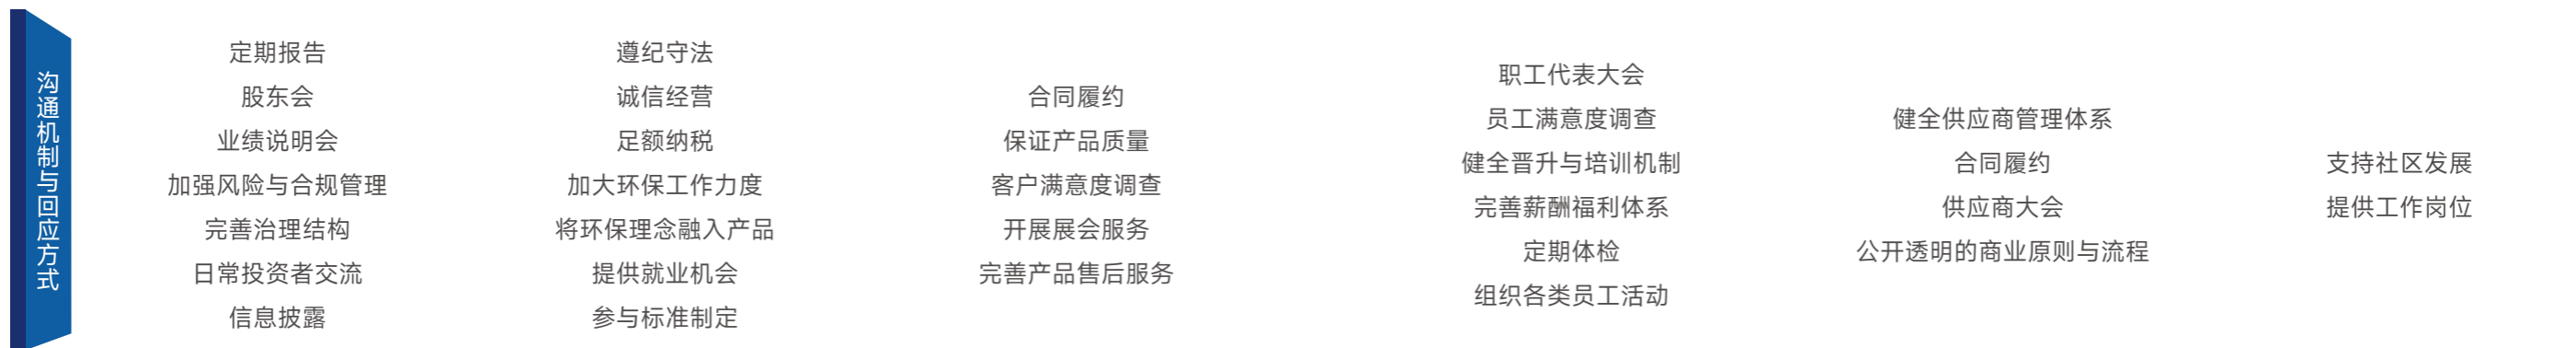 沟通机制与回应方式
定期报告
股东会
业绩说明会
加强风险与合规管理
完善治理结构
日常投资者交流
信息披露
遵纪守法
诚信经营
足额纳税
加大环保工作力度
将环保理念融入产品
提供就业机会
参与标准制定
合同履约
保证产品质量
客户满意度调查
开展展会服务
完善产品售后服务
职工代表大会
员工满意度调查
健全晋升与培训机制
完善薪酬福利体系
定期体检
组织各类员工活动
健全供应商管理体系
合同履约
供应商大会
公开透明的商业原则与流程
支持社区发展
提供工作岗位